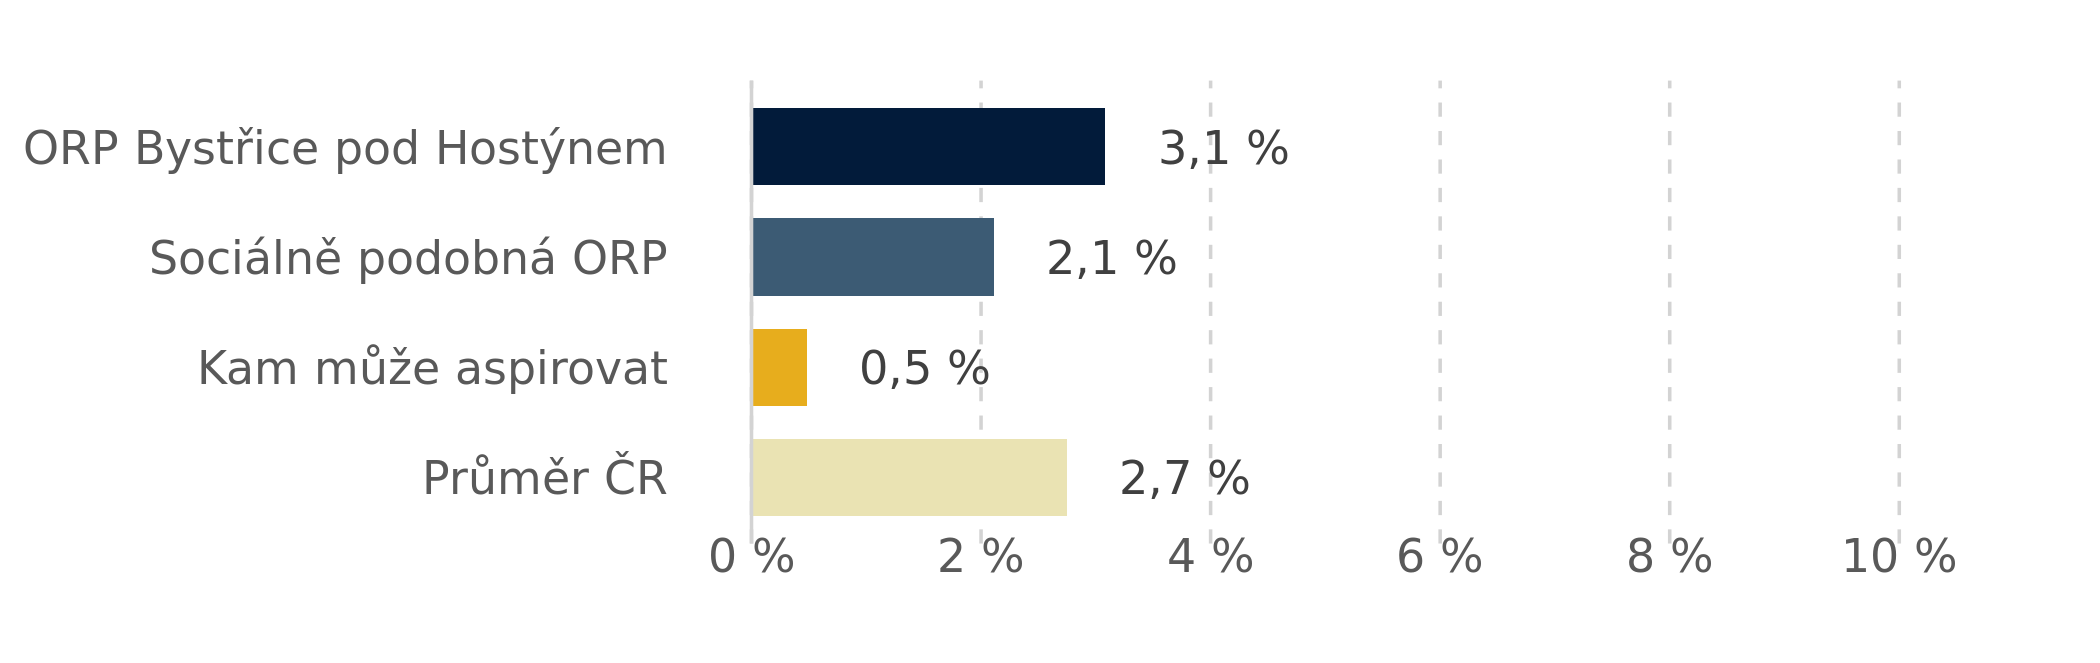 ORP Bystřice pod Hostýnem 3,1 %
Sociálně podobná ORP 2,1 %
Kam může aspirovat 0,5 %
Průměr ČR 2,7 %
0 % 2 % 4 % 6 % 8 % 10 %